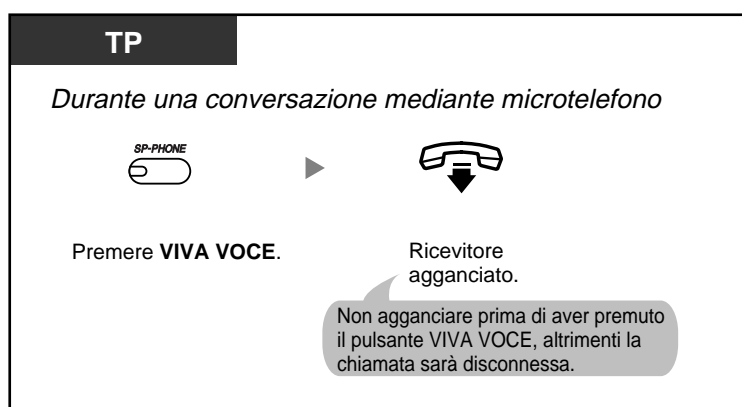 TP
Durante una conversazione mediante microtelefono
SP-PHONE
Premere VIVA VOCE.
Ricevitore
agganciato.
Non agganciare prima di aver premuto
il pulsante VIVA VOCE, altrimenti la
chiamata sarà disconnessa.